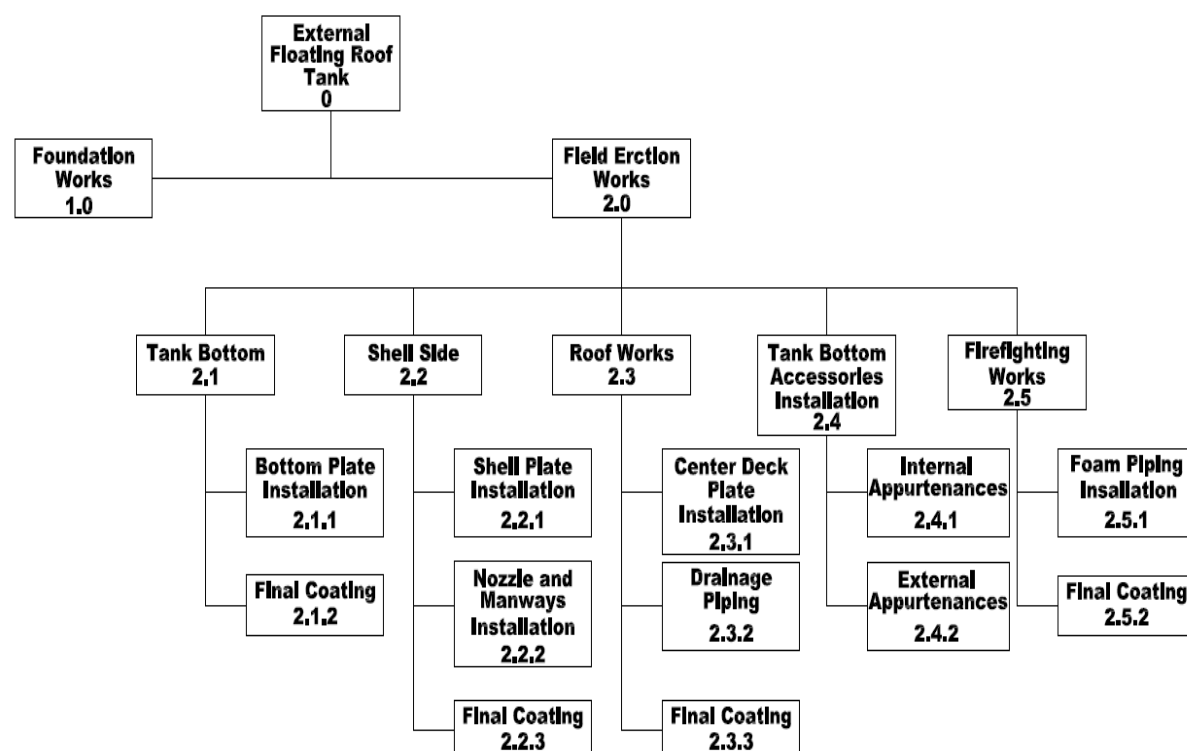 External
Floating Roof
Tank
0
Foundation
Works
1.0
Field Erction
Works
2.0
Tank Bottom
2.1
Shell Side
2.2
Roof Works
2.3
Tank Bottom
Accessories
Installation
2.4
Firefighting
Works
2.5
Bottom Plate
Installation
2.1.1
Final Coating
2.1.2
Shell Plate
Installation
2.2.1
Nozzle and
Manways
Installation
2.2.2
Final Coating
2.2.3
Center Deck
Plate
Installation
2.3.1
Drainage
Piping
2.3.2
Final Coating
2.3.3
Internal
Appurtenances
2.4.1
External
Appurtenances
2.4.2
Foam Piping
Insallation
2.5.1
Final Coating
2.5.2